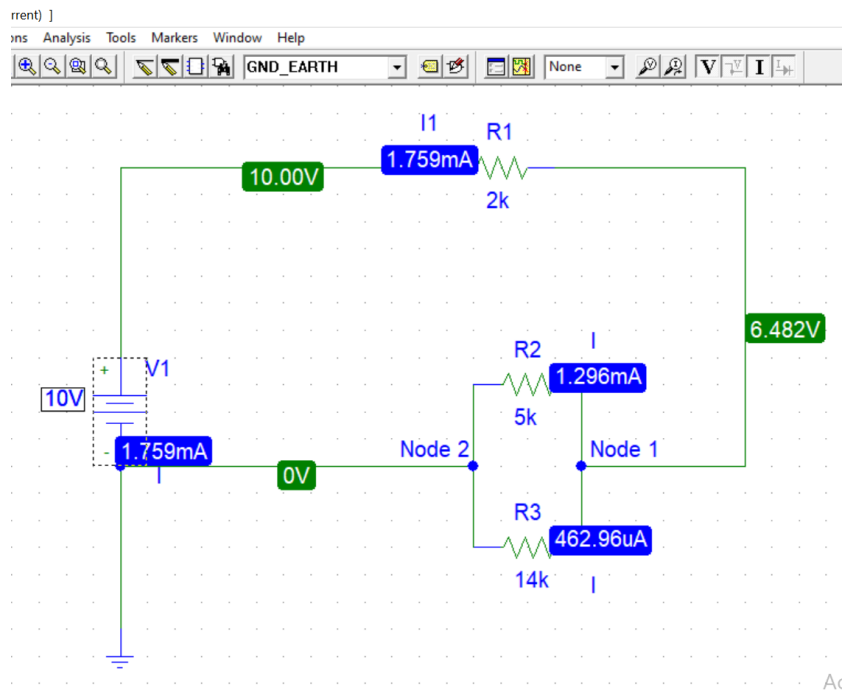 rrent) ]
ons Analysis Tools Markers Window Help
GND_EARTH None V I
I1 R1
1.759mA
10.00V
2k
6.482V
R2 I
1.296mA
V1
+
10V
5k
Node 2 Node 1
- 1.759mA
I 0V
R3
462.96uA
14k I